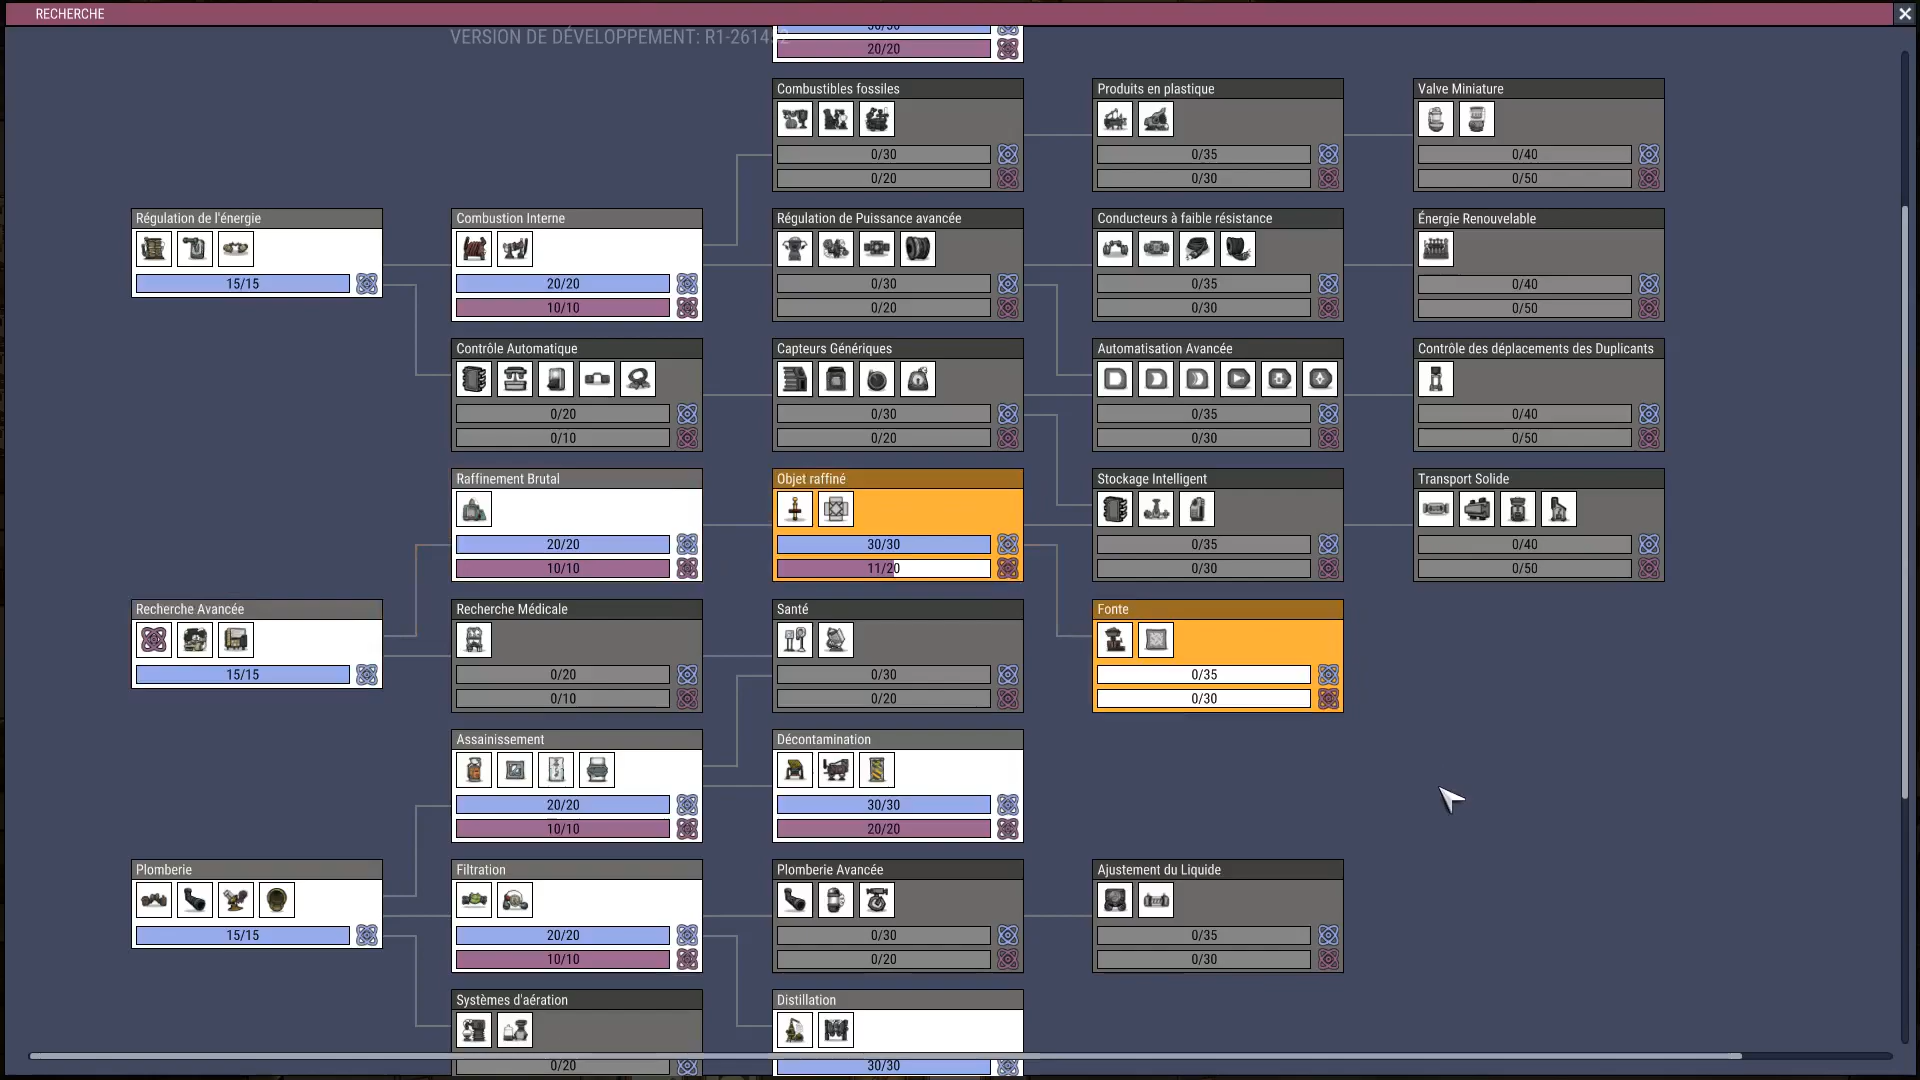 RECHERCHE
VERSION DE DÉVELOPPEMENT: R1-2614
20/20
Combustibles fossiles
0/30
0/20
Produits en plastique
0/35
0/30
Valve Miniature
0/40
0/50
Régulation de l'énergie
15/15
Combustion Interne
20/20
10/10
Régulation de Puissance avancée
0/30
0/20
Conducteurs à faible résistance
0/35
0/30
Énergie Renouvelable
0/40
0/50
Contrôle Automatique
0/20
0/10
Capteurs Génériques
0/30
0/20
Automatisation Avancée
0/35
0/30
Contrôle des déplacements des Duplicants
0/40
0/50
Raffinement Brutal
20/20
10/10
Objet raffiné
30/30
11/20
Stockage Intelligent
0/35
0/30
Transport Solide
0/40
0/50
Recherche Avancée
15/15
Recherche Médicale
0/20
0/10
Santé
0/30
0/20
Fonte
0/35
0/30
Assainissement
20/20
10/10
Décontamination
30/30
20/20
Plomberie
15/15
Filtration
20/20
10/10
Plomberie Avancée
0/30
0/20
Ajustement du Liquide
0/35
0/30
Systèmes d'aération
0/20
Distillation
30/30